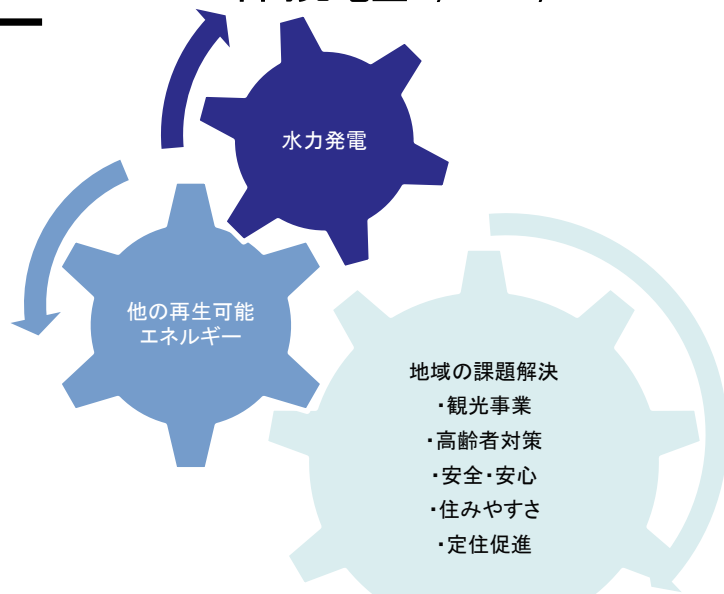 水力発電
他の再生可能
エネルギー
地域の課題解決
・観光事業
・高齢者対策
・安全・安心
・住みやすさ
・定住促進